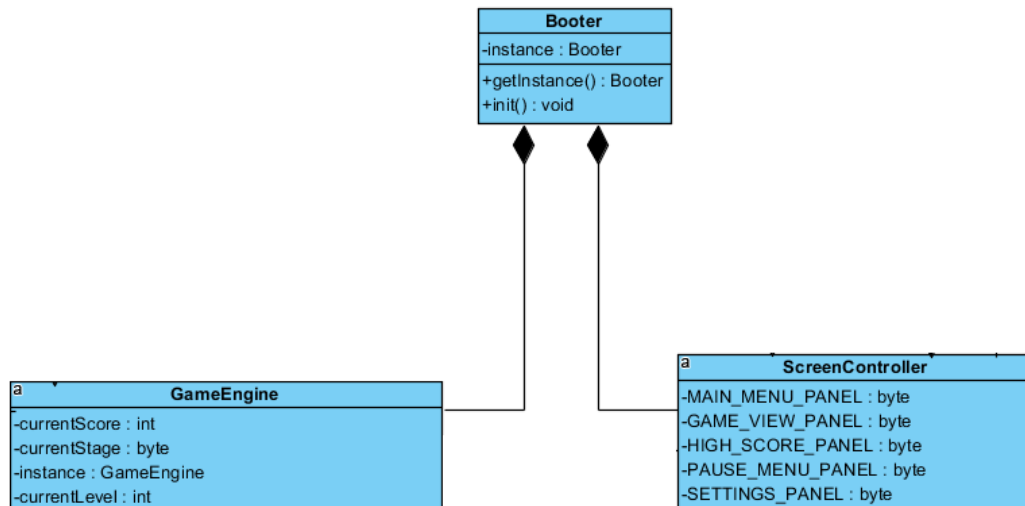 Booter
-instance : Booter
+getInstance() : Booter
+init() : void
a
GameEngine
-currentScore : int
-currentStage : byte
-instance : GameEngine
-currentLevel : int
a
ScreenController
-MAIN_MENU_PANEL : byte
-GAME_VIEW_PANEL : byte
-HIGH_SCORE_PANEL : byte
-PAUSE_MENU_PANEL : byte
-SETTINGS_PANEL : byte